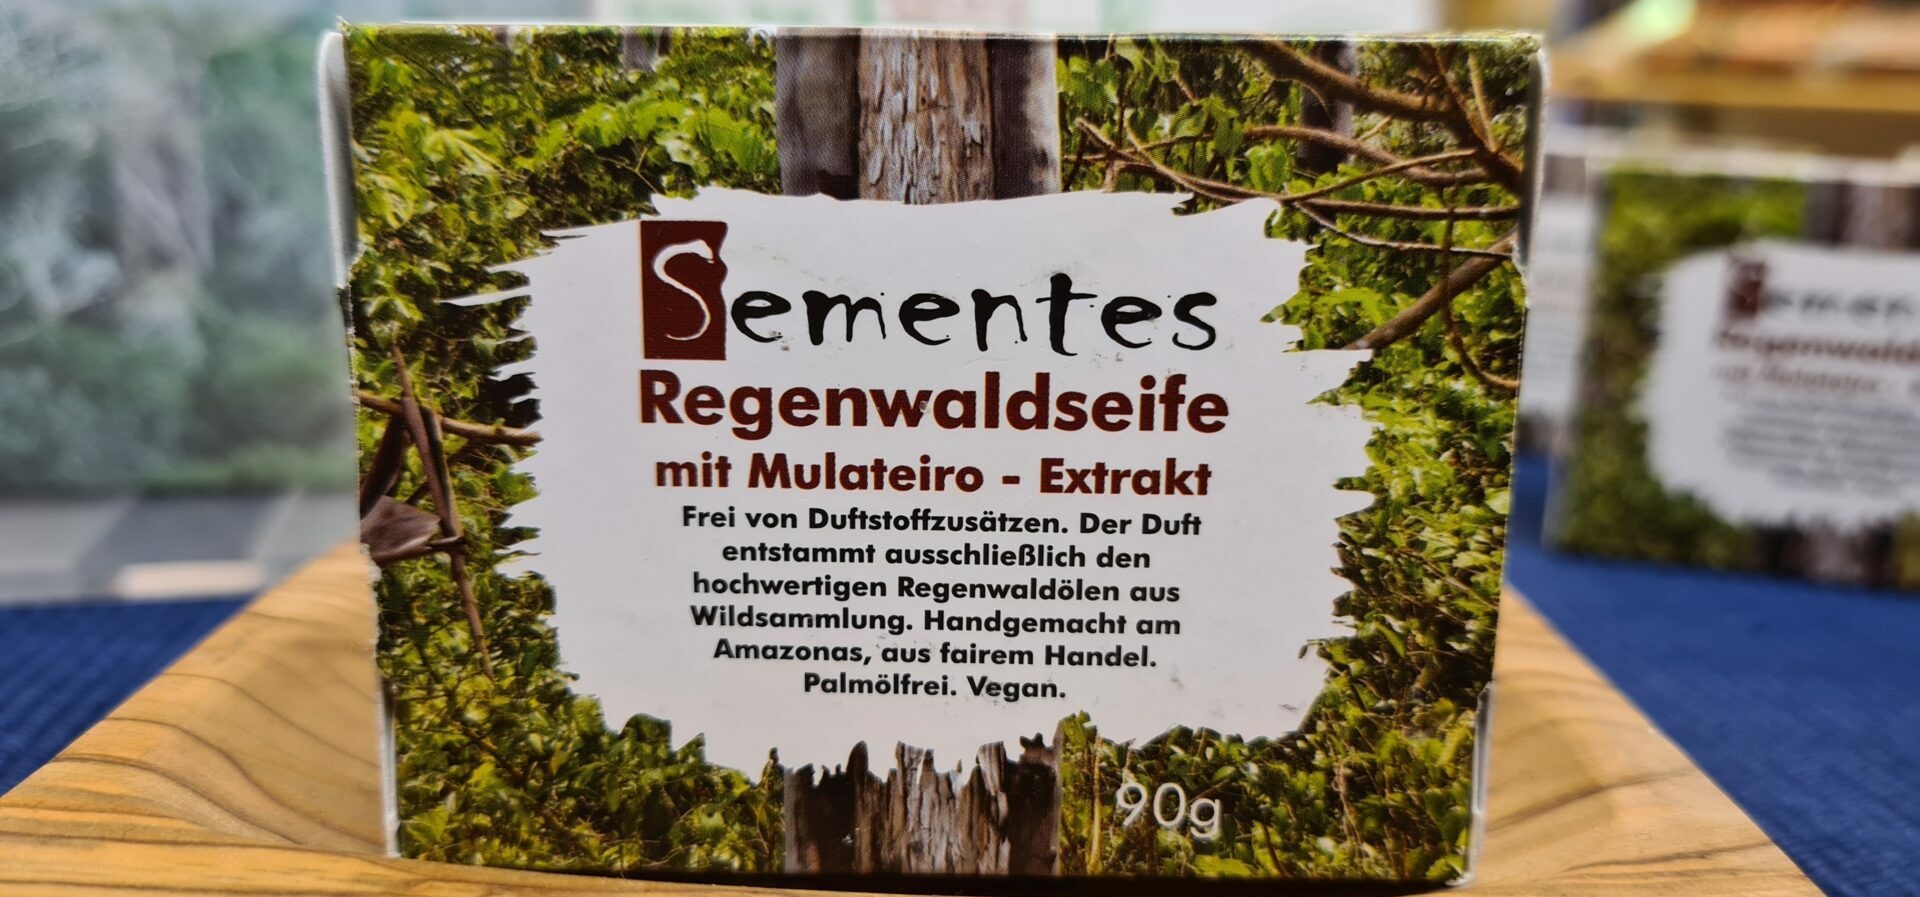 Sementes
Regenwaldseife
mit Mulateiro - Extrakt
Frei von Duftstoffzusätzen. Der Duft
entstammt ausschließlich den
hochwertigen Regenwaldölen aus
Wildsammlung. Handgemacht am
Amazonas, aus fairem Handel.
Palmölfrei. Vegan.
90g